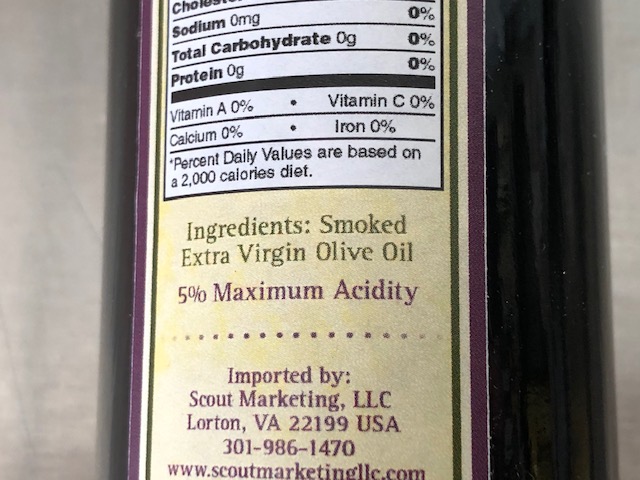 Cholester
Sodium 0mg 0%
Total Carbohydrate 0g 0%
Protein 0g 0%
Vitamin A 0% • Vitamin C 0%
Calcium 0% • Iron 0%
*Percent Daily Values are based on
a 2,000 calories diet.
Ingredients: Smoked
Extra Virgin Olive Oil
5% Maximum Acidity
Imported by:
Scout Marketing, LLC
Lorton, VA 22199 USA
301-986-1470
www.scoutmarketingllc.com